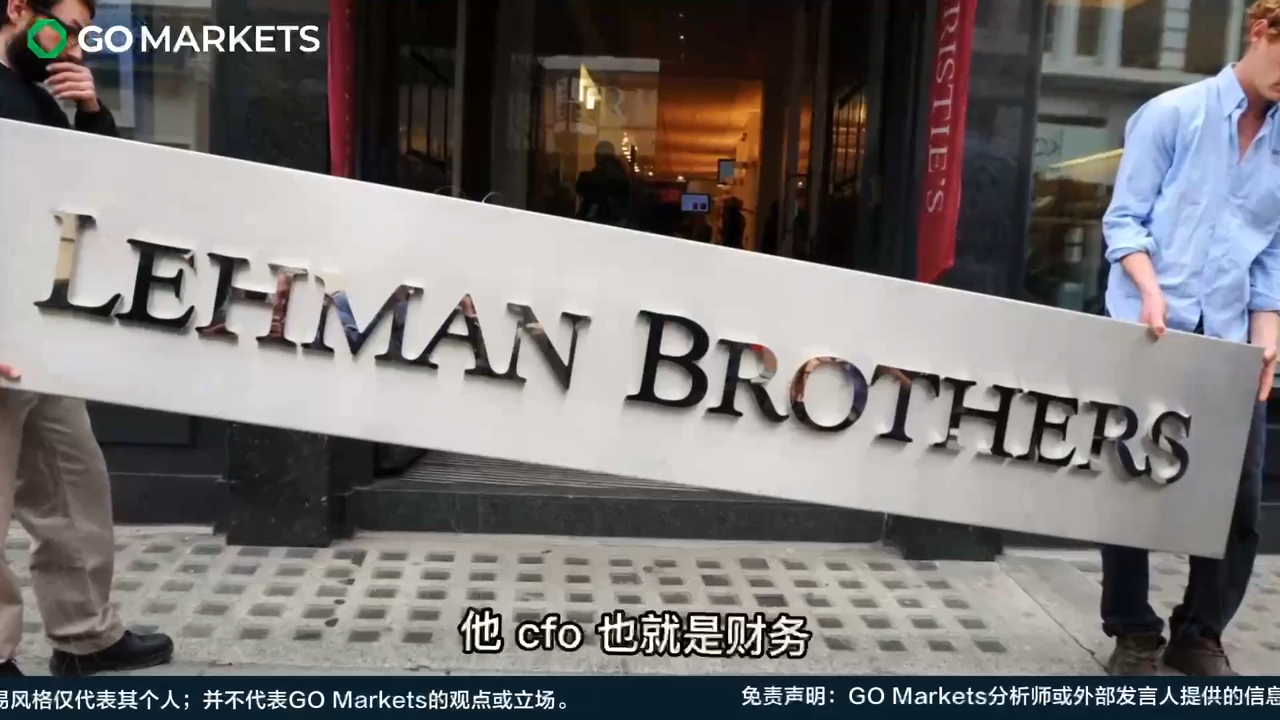 GO MARKETS
RISTIE'S
LEHMAN BROTHERS
他 cfo 也就是财务
易风格仅代表其个人；并不代表GO Markets的观点或立场。
免责声明：GO Markets分析师或外部发言人提供的信息